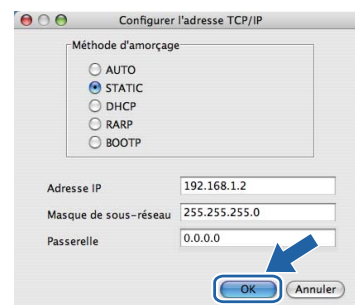 Configurer l'adresse TCP/IP
Méthode d'amorçage
AUTO
STATIC
DHCP
RARP
BOOTP
Adresse IP 192.168.1.2
Masque de sous-réseau 255.255.255.0
Passerelle 0.0.0.0
OK Annuler